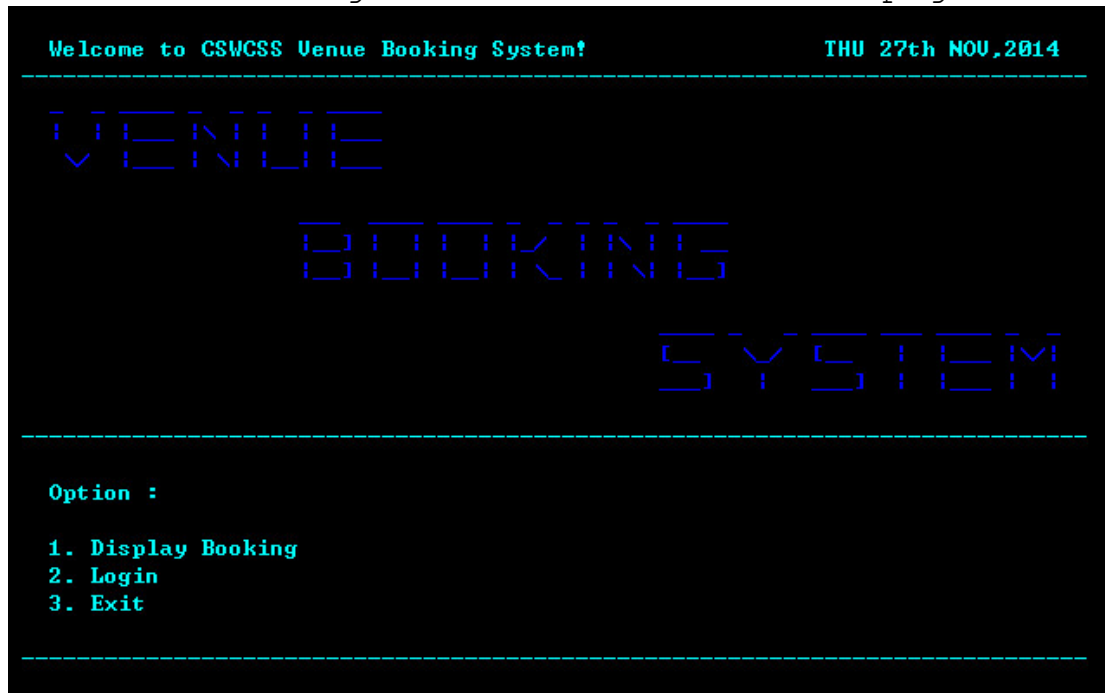 Welcome to CSWCSS Venue Booking System! THU 27th NOV,2014
VENUE
BOOKING
SYSTEM
Option :
1. Display Booking
2. Login
3. Exit